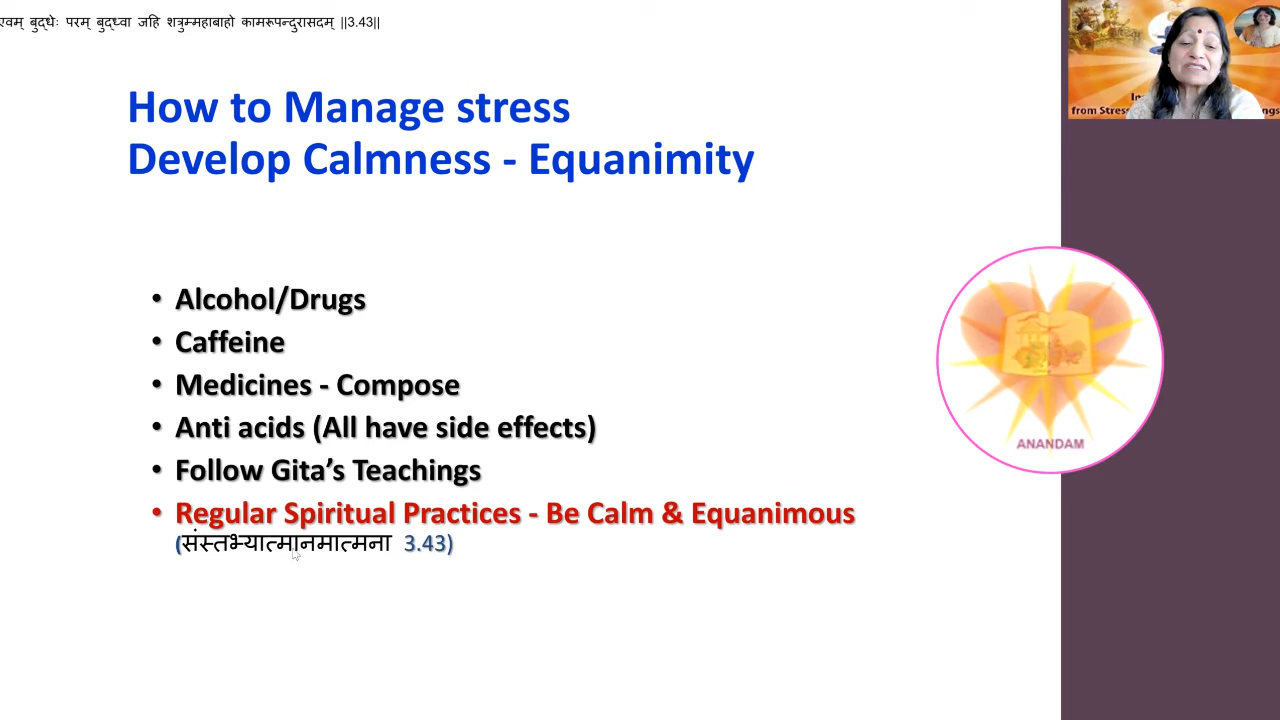 एवम् बुद्धेः परम् बुद्ध्वा जहि शत्रुम्महाबाहो कामरूपन्दुरासदम् ||3.43||
How to Manage stress
Develop Calmness - Equanimity
• Alcohol/Drugs
• Caffeine
• Medicines - Compose
• Anti acids (All have side effects)
• Follow Gita’s Teachings
• Regular Spiritual Practices - Be Calm & Equanimous
(संस्तभ्यात्मानमात्मना 3.43)
ANANDAM
from